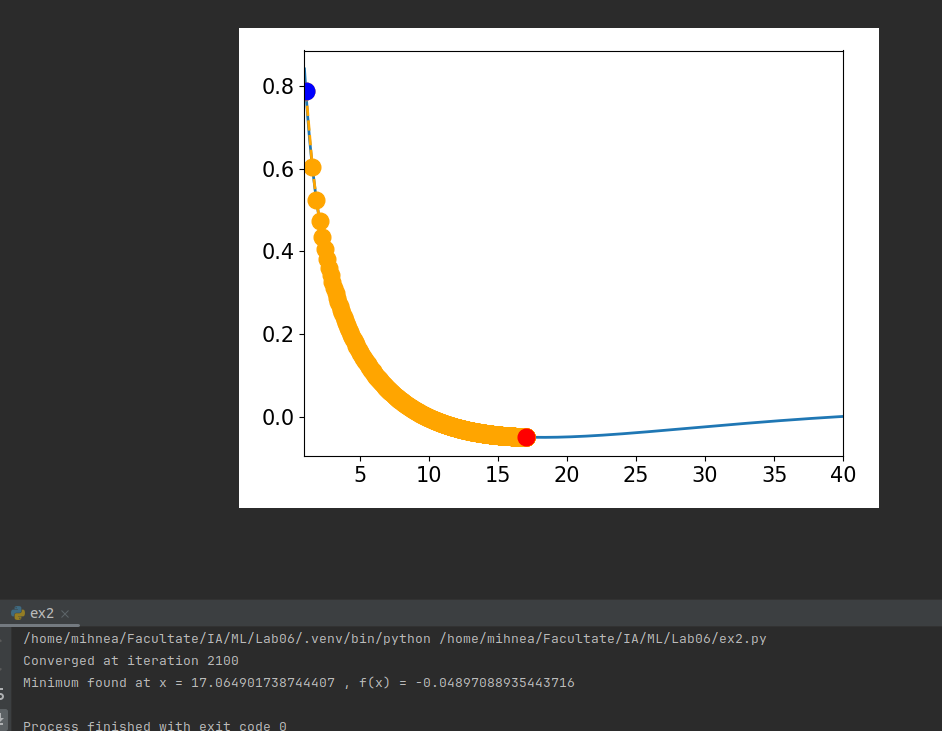 0.8
0.6
0.4
0.2
0.0
5 10 15 20 25 30 35 40
ex2
/home/mihnea/Facultate/IA/ML/Lab06/.venv/bin/python /home/mihnea/Facultate/IA/ML/Lab06/ex2.py
Converged at iteration 2100
Minimum found at x = 17.064901738744407 , f(x) = -0.04897088935443716
Process finished with exit code 0